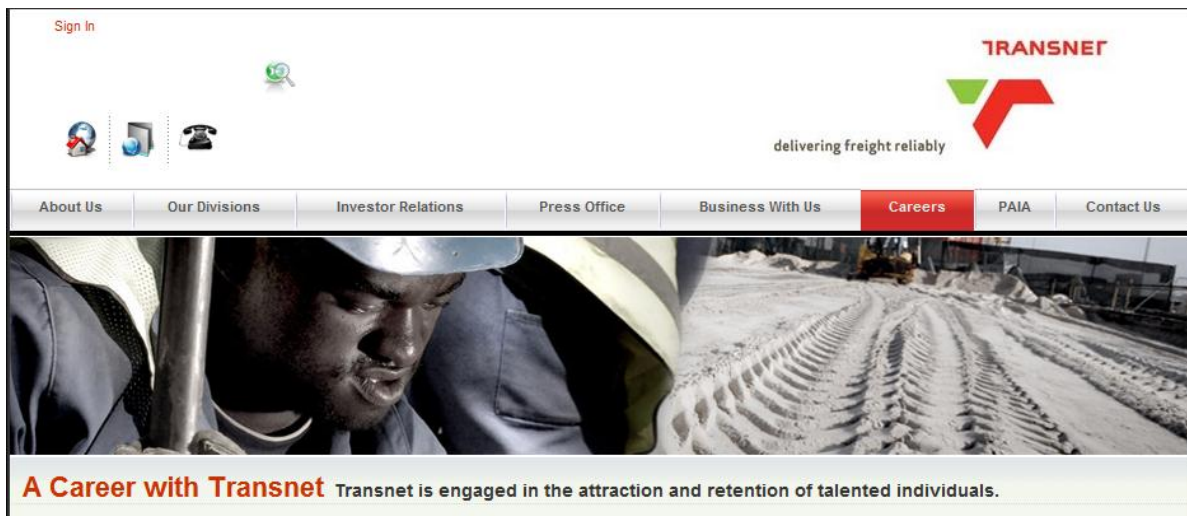 Sign In
TRANSNET
delivering freight reliably
About Us Our Divisions Investor Relations Press Office Business With Us Careers PAIA Contact Us
A Career with Transnet Transnet is engaged in the attraction and retention of talented individuals.